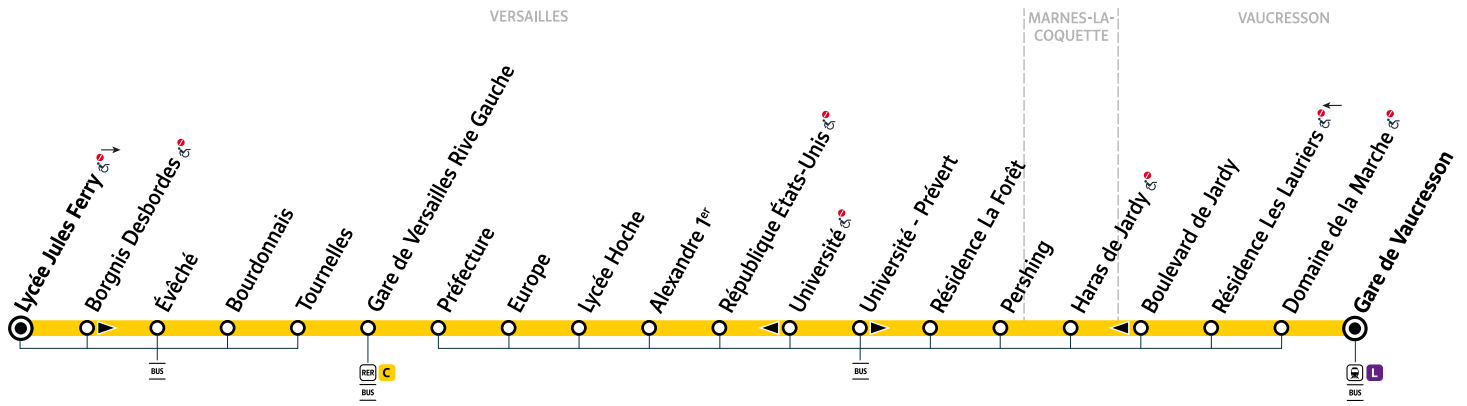 VERSAILLES
MARNES-LA-
COQUETTE
VAUCRESSON
Lycée Jules Ferry
Borgnis Desbordes
Évêché
Bourdonnais
Tournelles
Gare de Versailles Rive Gauche
Préfecture
Europe
Lycée Hoche
Alexandre 1er
République États-Unis
Université
Université - Prévert
Résidence La Forêt
Pershing
Haras de Jardy
Boulevard de Jardy
Résidence Les Lauriers
Domaine de la Marche
Gare de Vaucresson
BUS
RER C
BUS
BUS
L
BUS